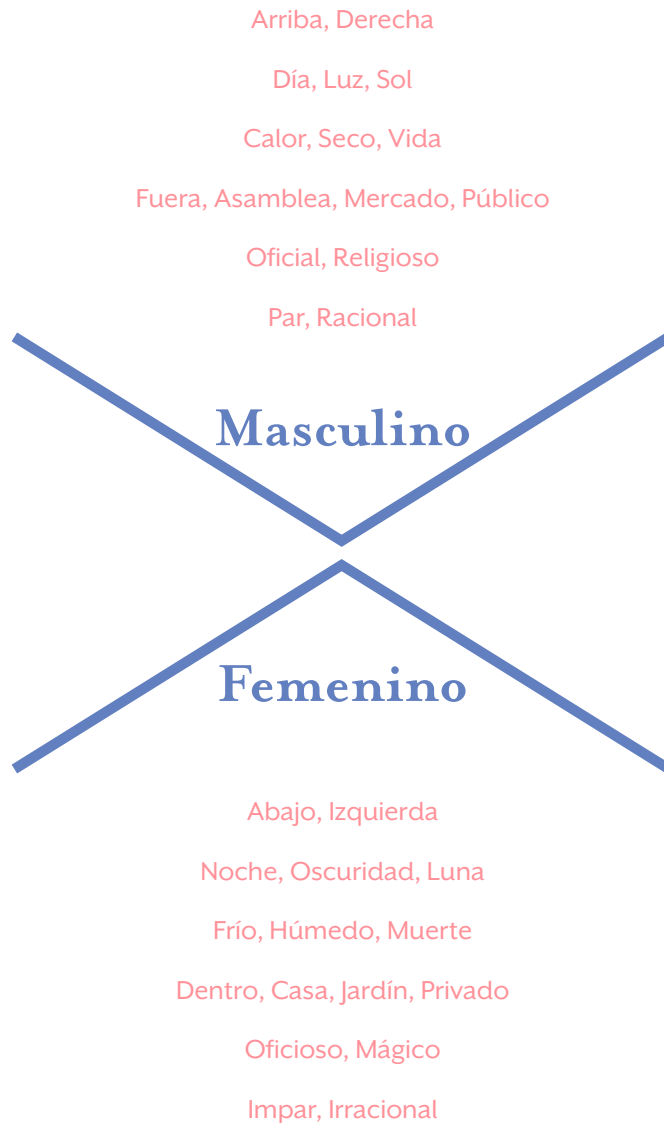 Arriba, Derecha
Día, Luz, Sol
Calor, Seco, Vida
Fuera, Asamblea, Mercado, Público
Oficial, Religioso
Par, Racional
Masculino
Femenino
Abajo, Izquierda
Noche, Oscuridad, Luna
Frío, Húmedo, Muerte
Dentro, Casa, Jardín, Privado
Oficioso, Mágico
Impar, Irracional